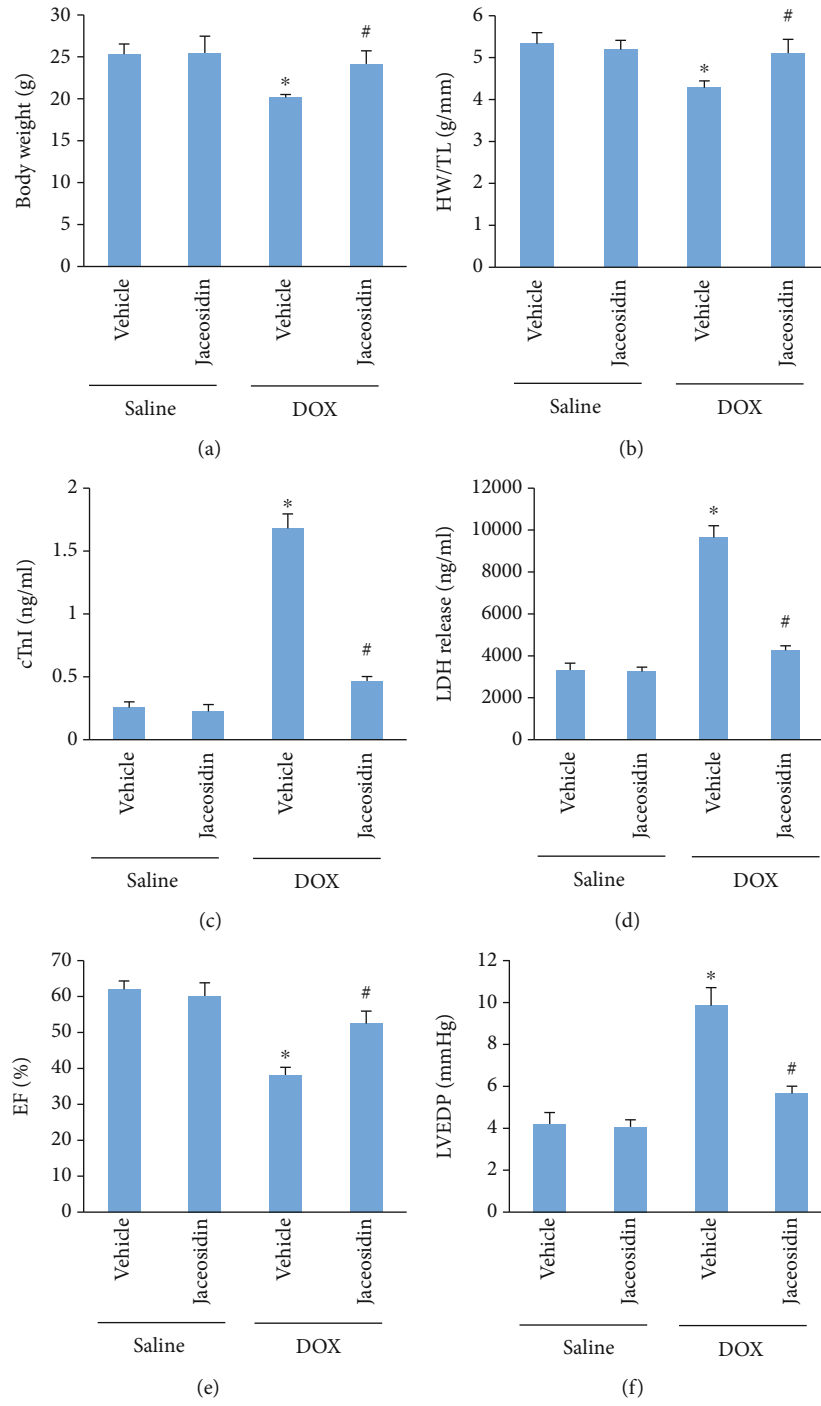 30
25
20
15
10
5
0
Body weight (g)
*
#
Vehicle
Jaceosidin
Vehicle
Jaceosidin
Saline
DOX
(a)
6
5
4
3
2
1
0
HW/TL (g/mm)
*
#
Vehicle
Jaceosidin
Vehicle
Jaceosidin
Saline
DOX
(b)
2
1.5
1
0.5
0
cTnI (ng/ml)
*
#
Vehicle
Jaceosidin
Vehicle
Jaceosidin
Saline
DOX
(c)
12000
10000
8000
6000
4000
2000
0
LDH release (ng/ml)
*
#
Vehicle
Jaceosidin
Vehicle
Jaceosidin
Saline
DOX
(d)
70
60
50
40
30
20
10
0
EF (%)
*
#
Vehicle
Jaceosidin
Vehicle
Jaceosidin
Saline
DOX
(e)
12
10
8
6
4
2
0
LVEDP (mmHg)
*
#
Vehicle
Jaceosidin
Vehicle
Jaceosidin
Saline
DOX
(f)